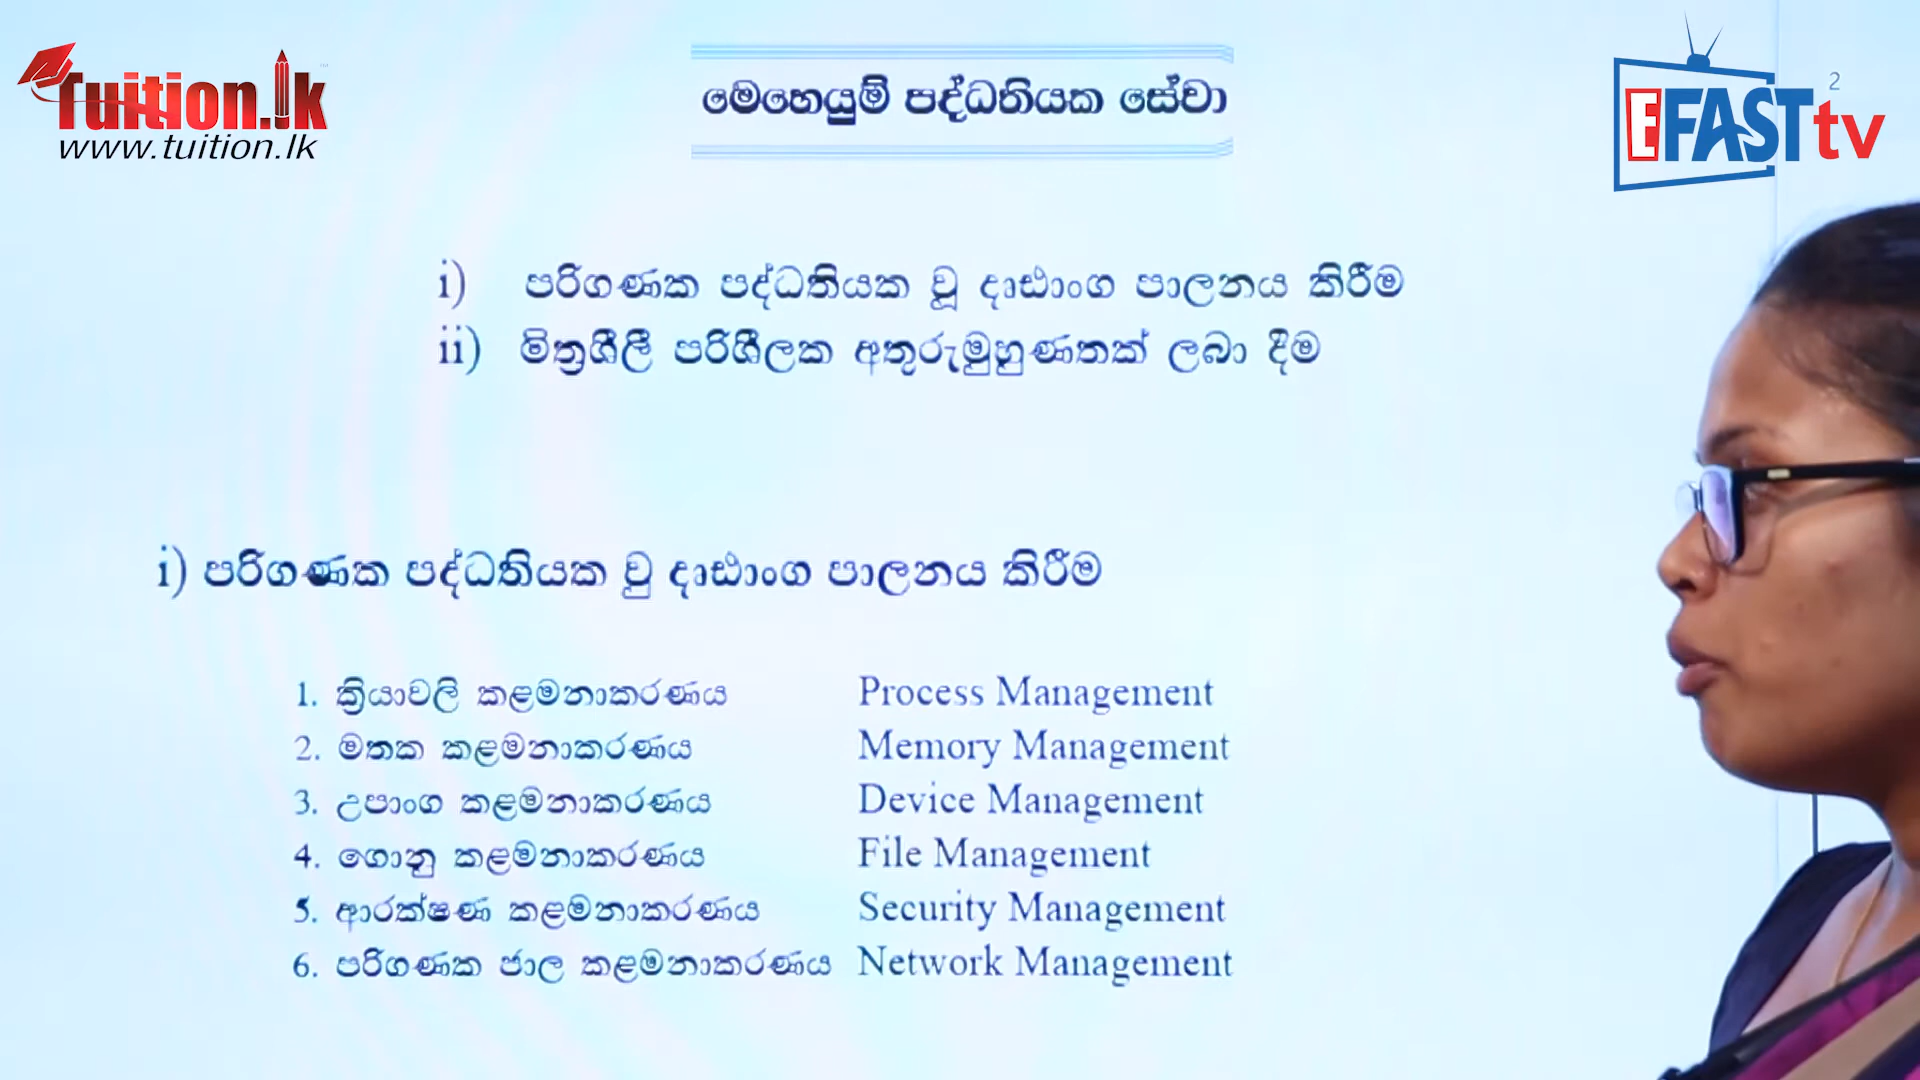 Tuition.lk
www.tuition.lk
මෙහෙයුම් පද්ධතියක සේවා
2
EFAST tv
i) පරිගණක පද්ධතියක වූ දෘඪාංග පාලනය කිරීම
ii) මිත්‍රශීලී පරිශීලක අතුරුමුහුණතක් ලබා දීම
i) පරිගණක පද්ධතියක වු දෘඪාංග පාලනය කිරීම
1. ක්‍රියාවලි කළමනාකරණය Process Management
2. මතක කළමනාකරණය Memory Management
3. උපාංග කළමනාකරණය Device Management
4. ගොනු කළමනාකරණය File Management
5. ආරක්ෂණ කළමනාකරණය Security Management
6. පරිගණක ජාල කළමනාකරණය Network Management